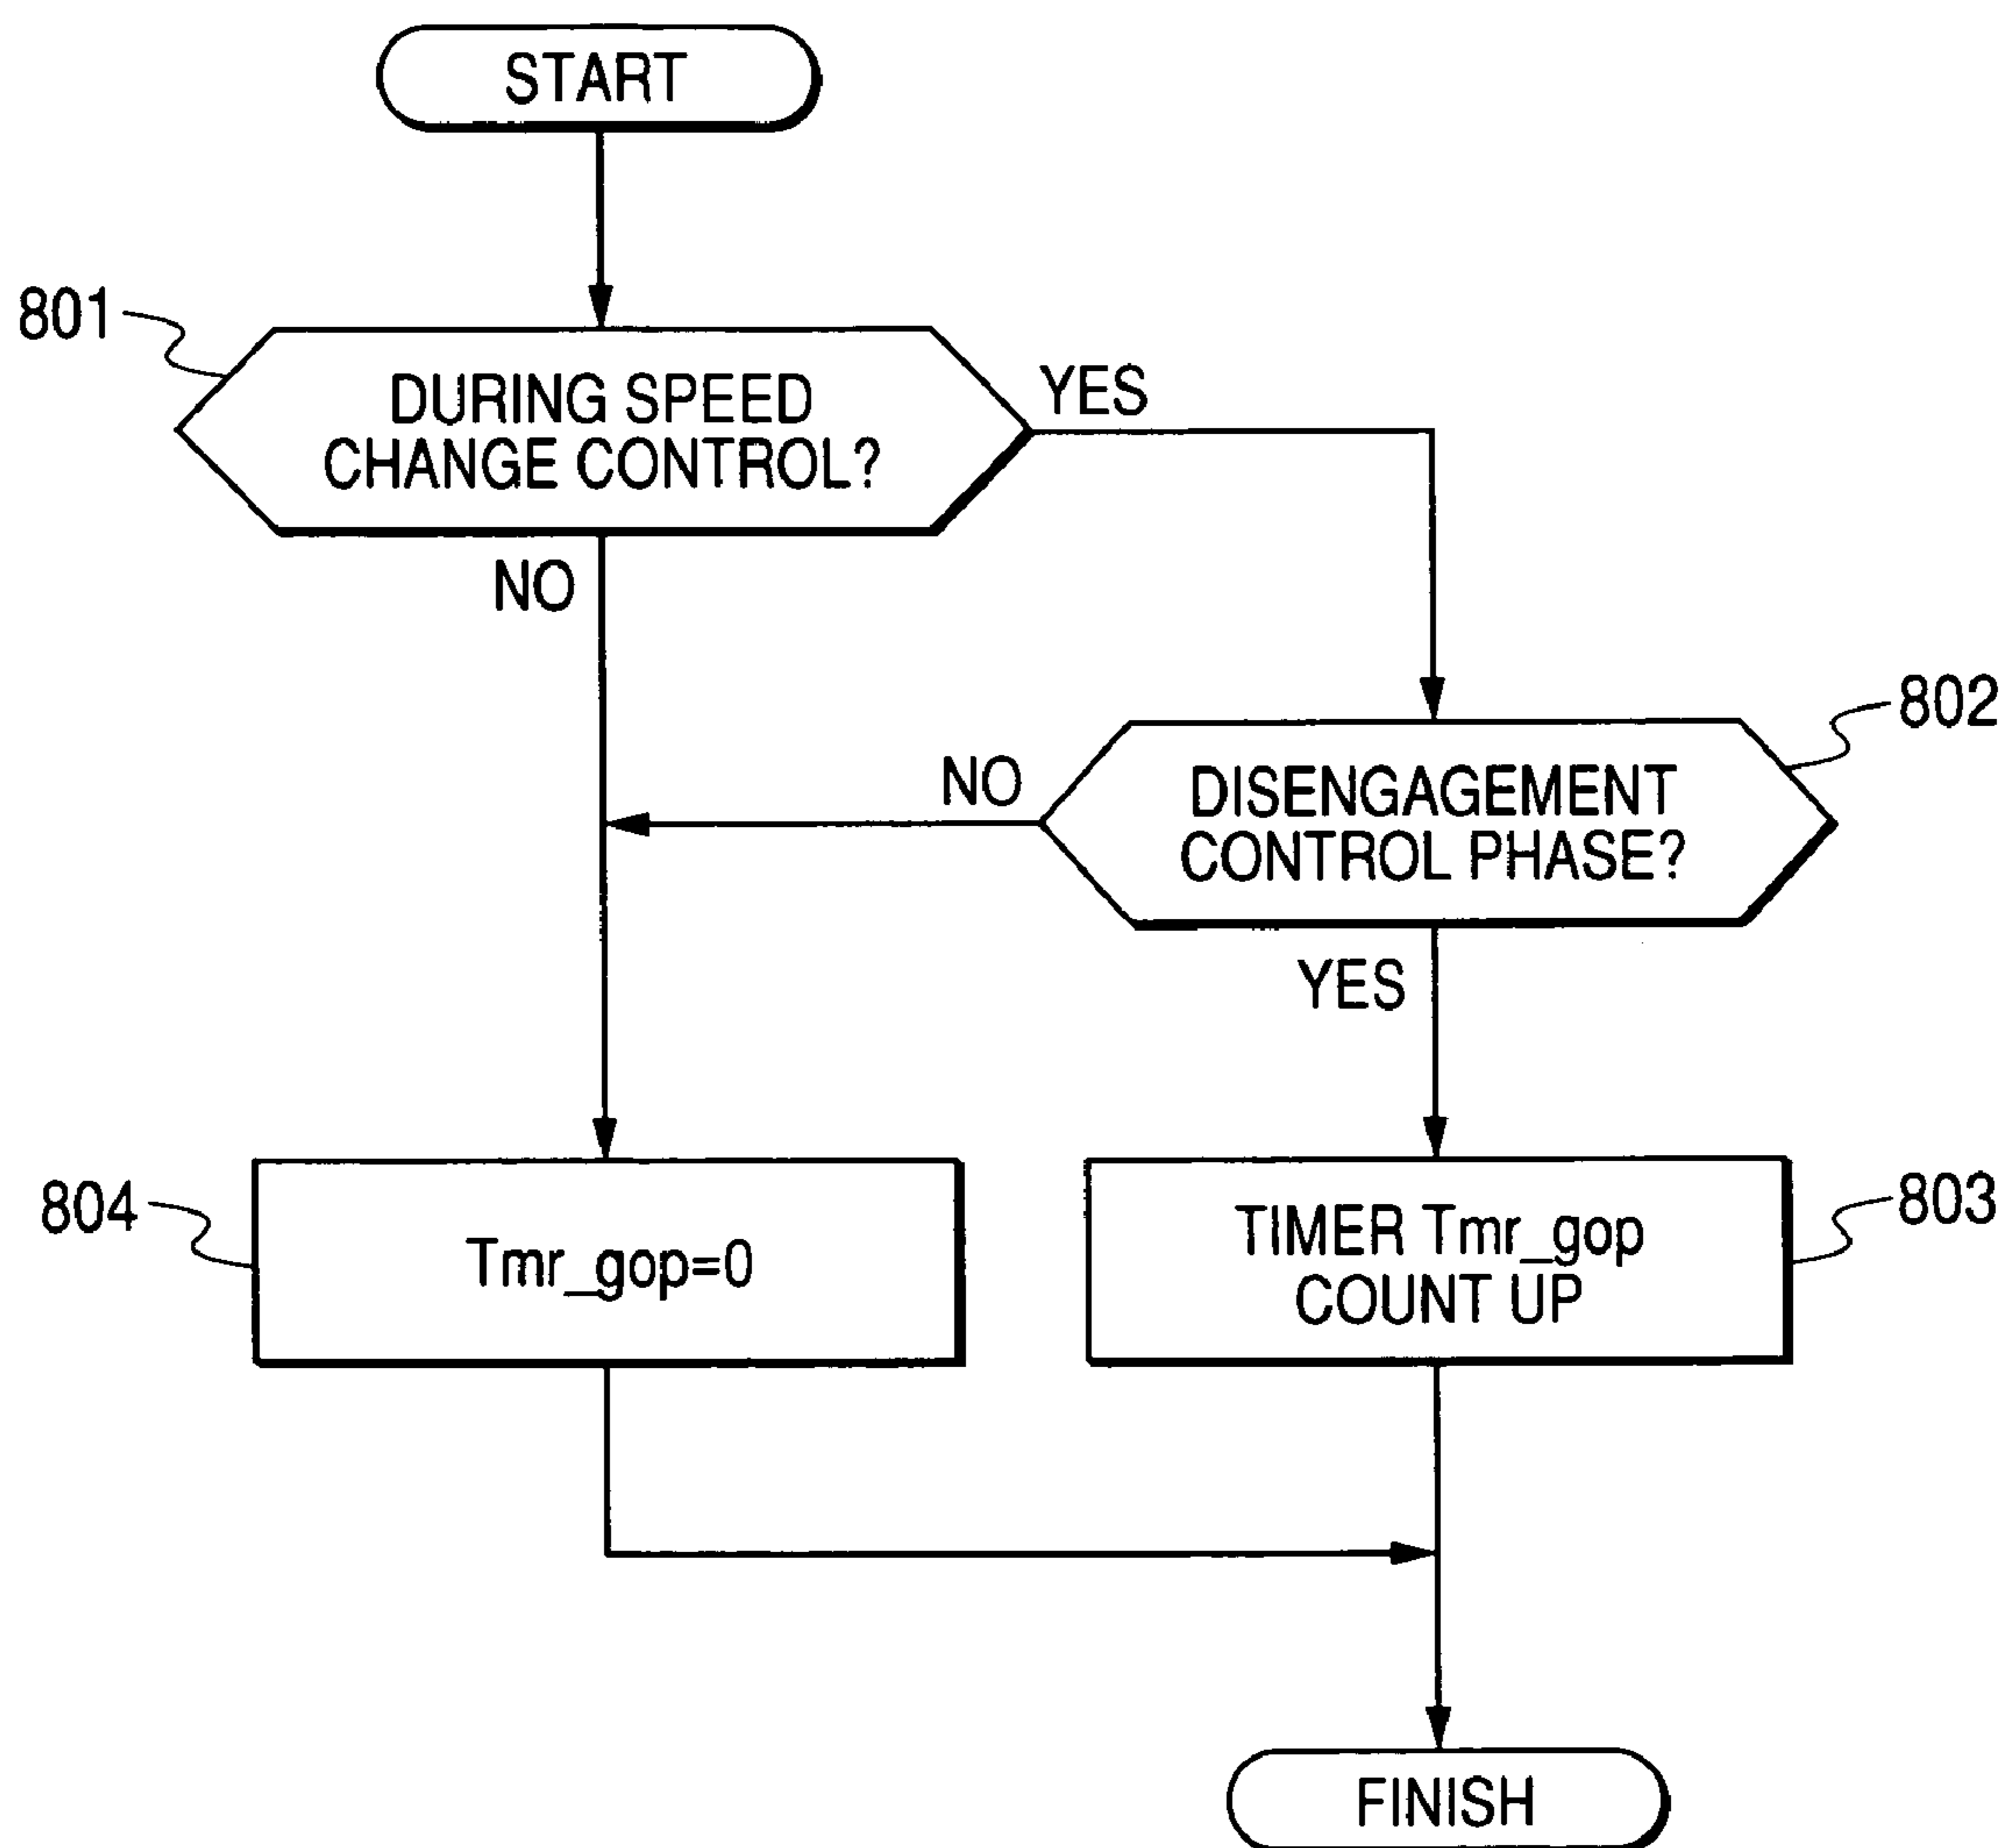 START
801
DURING SPEED
CHANGE CONTROL?
YES
NO
802
DISENGAGEMENT
CONTROL PHASE?
NO
YES
804
Tmr_gop=0
TIMER Tmr_gop
COUNT UP
803
FINISH